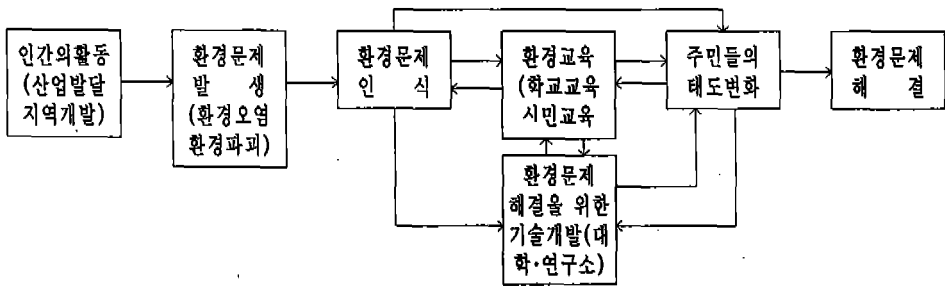 인간의활동
(산업발달
지역개발)
환경문제
발 생
(환경오염
환경파괴)
환경문제
인 식
환경교육
(학교교육
시민교육
주민들의
태도변화
환경문제
해 결
환경문제
해결을 위한
기술개발(대
학·연구소)